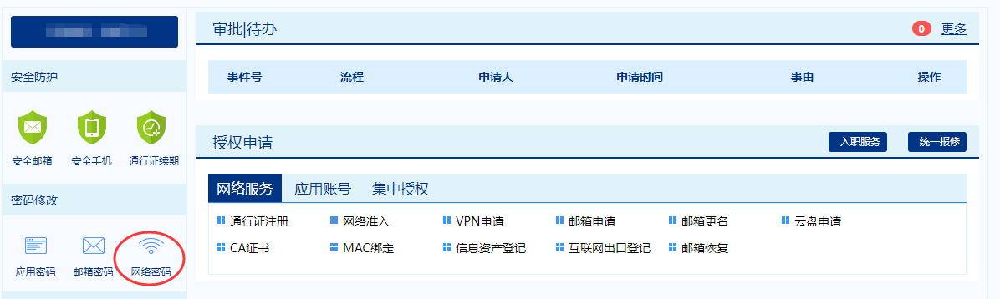 安全防护
安全邮箱 安全手机 通行证续期
密码修改
应用密码 邮箱密码 网络密码
审批|待办 0 更多
事件号 流程 申请人 申请时间 事由 操作
授权申请 入职服务 统一报修
网络服务 应用账号 集中授权
通行证注册 网络准入 VPN申请 邮箱申请 邮箱更名 云盘申请
CA证书 MAC绑定 信息资产登记 互联网出口登记 邮箱恢复